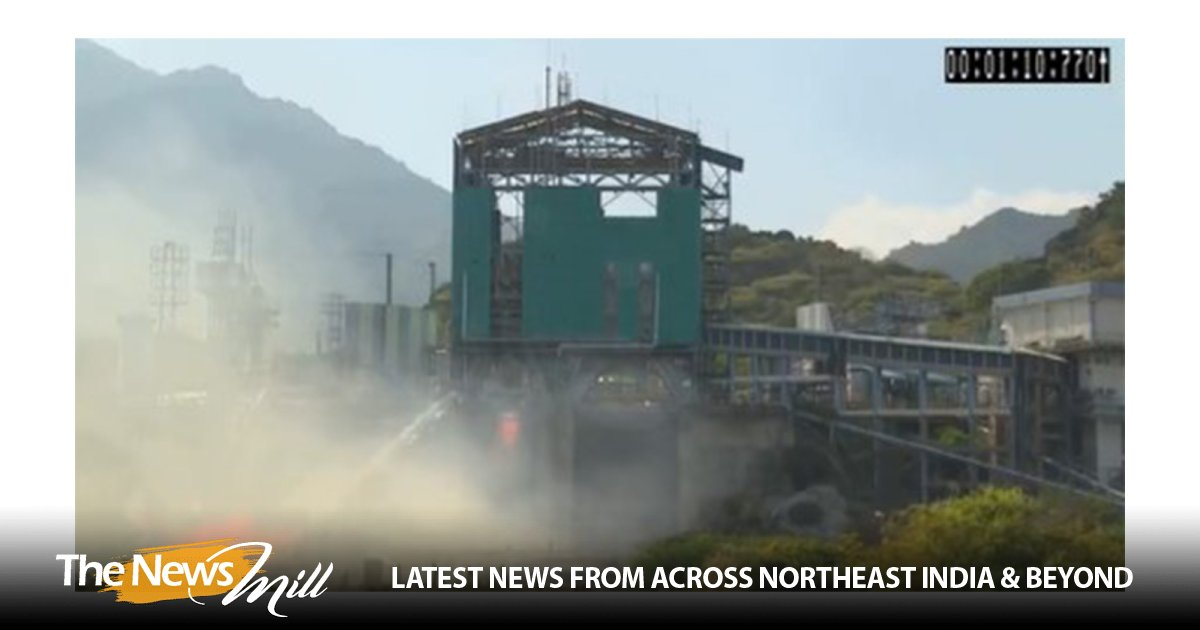 00:01:10:770↑
The News Mill
LATEST NEWS FROM ACROSS NORTHEAST INDIA & BEYOND